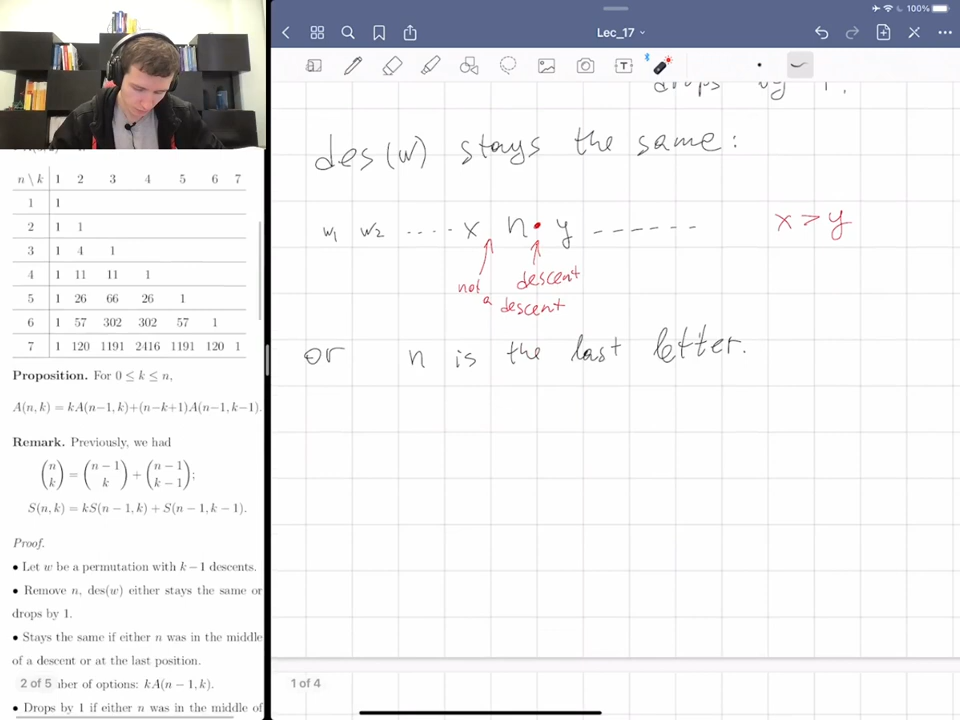 100%
Lec_17
drops by 1.
des(w) stays the same:
w1 w2 ..... x n • y ------- x > y
not a descent
descent
or n is the last letter.
1 of 4
n \ k 1 2 3 4 5 6 7
1 1
2 1 1
3 1 4 1
4 1 11 11 1
5 1 26 66 26 1
6 1 57 302 302 57 1
7 1 120 1191 2416 1191 120 1
Proposition. For 0 ≤ k ≤ n,
A(n, k) = kA(n−1, k)+(n−k+1)A(n−1, k−1).
Remark. Previously, we had
(n k) = (n − 1 k) + (n − 1 k − 1);
S(n, k) = kS(n − 1, k) + S(n − 1, k − 1).
Proof.
• Let w be a permutation with k − 1 descents.
• Remove n, des(w) either stays the same or
drops by 1.
• Stays the same if either n was in the middle
of a descent or at the last position.
2 of 5 ber of options: kA(n − 1, k).
• Drops by 1 if either n was in the middle of